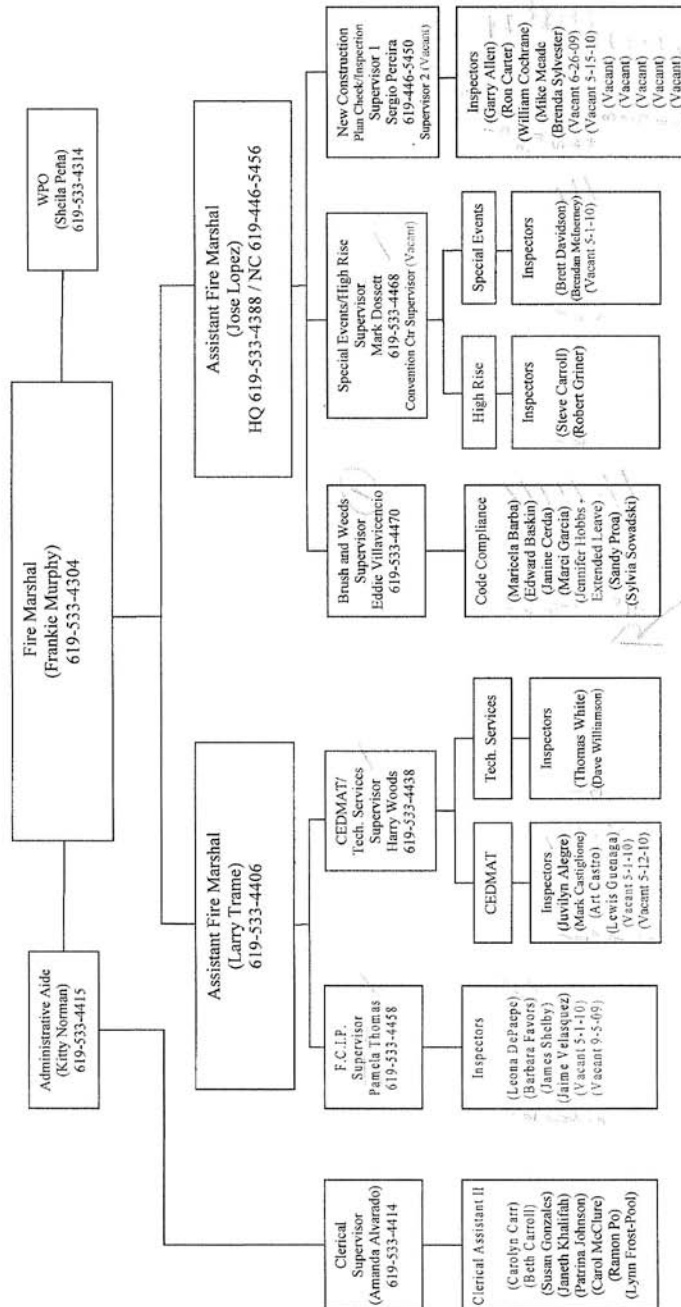 Fire Marshal
(Frankie Murphy)
619-533-4304
Administrative Aide
(Kitty Norman)
619-533-4415
WPO
(Sheila Peña)
619-533-4314
Assistant Fire Marshal
(Larry Trame)
619-533-4406
Assistant Fire Marshal
(Jose Lopez)
HQ 619-533-4388 / NC 619-446-5456
Clerical
Supervisor
(Amanda Alvarado)
619-533-4414
F.C.I.P.
Supervisor
Pamela Thomas
619-533-4458
CEDMAT/
Tech. Services
Supervisor
Harry Woods
619-533-4438
Brush and Weeds
Supervisor
Eddie Villavicencio
619-533-4470
Special Events/High Rise
Supervisor
Mark Dossett
619-533-4468
Convention Ctr Supervisor (Vacant)
New Construction
Plan Check/Inspection
Supervisor 1
Sergio Pereira
619-446-5450
Supervisor 2 (Vacant)
Clerical Assistant II
(Carolyn Carr)
(Beth Carroll)
(Susan Gonzales)
(Janeth Khalifah)
(Patrina Johnson)
(Carol McClure)
(Ramon Po)
(Lynn Frost-Pool)
Inspectors
(Leona DePaepe)
(Barbara Favors)
(James Shelby)
(Jaime Velasquez)
(Vacant 5-1-10)
(Vacant 9-5-09)
CEDMAT
Inspectors
(Juvilyn Alegre)
(Mark Castiglione)
(Art Castro)
(Lewis Guenaga)
(Vacant 5-1-10)
(Vacant 5-12-10)
Tech. Services
Inspectors
(Thomas White)
(Dave Williamson)
Code Compliance
(Maricela Barba)
(Edward Baskin)
(Janine Cerda)
(Marci Garcia)
(Jennifer Hobbs -
Extended Leave)
(Sandy Proa)
(Sylvia Sowadski)
High Rise
Inspectors
(Steve Carroll)
(Robert Griner)
Special Events
Inspectors
(Brett Davidson)
(Brendan McInerney)
(Vacant 5-1-10)
Inspectors
(Garry Allen)
(Ron Carter)
(William Cochrane)
(Mike Meade)
(Brenda Sylvester)
(Vacant 6-26-09)
(Vacant 5-15-10)
(Vacant)
(Vacant)
(Vacant)
(Vacant)
(Vacant)